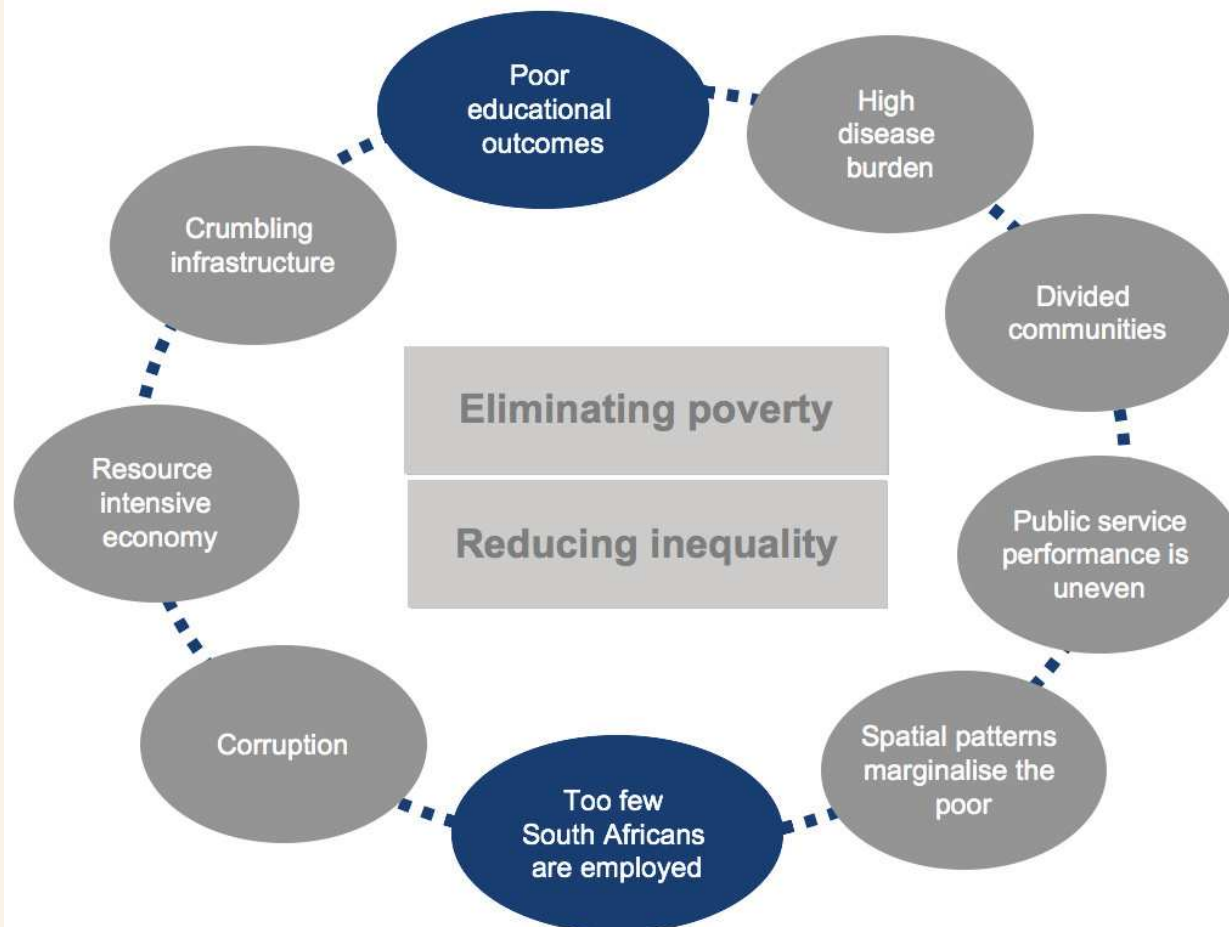 Poor
educational
outcomes
High
disease
burden
Divided
communities
Public service
performance is
uneven
Spatial patterns
marginalise the
poor
Too few
South Africans
are employed
Corruption
Resource
intensive
economy
Crumbling
infrastructure
Eliminating poverty
Reducing inequality